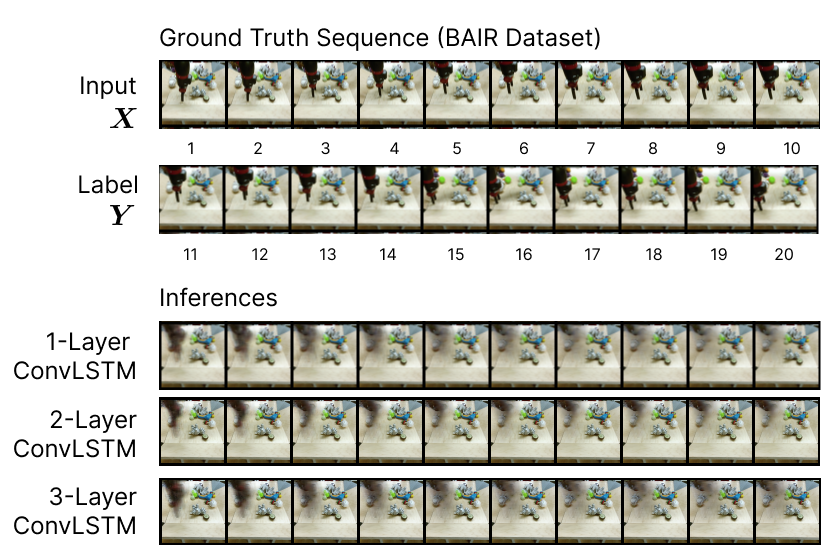 Ground Truth Sequence (BAIR Dataset)
Input
X
1 2 3 4 5 6 7 8 9 10
Label
Y
11 12 13 14 15 16 17 18 19 20
Inferences
1-Layer
ConvLSTM
2-Layer
ConvLSTM
3-Layer
ConvLSTM